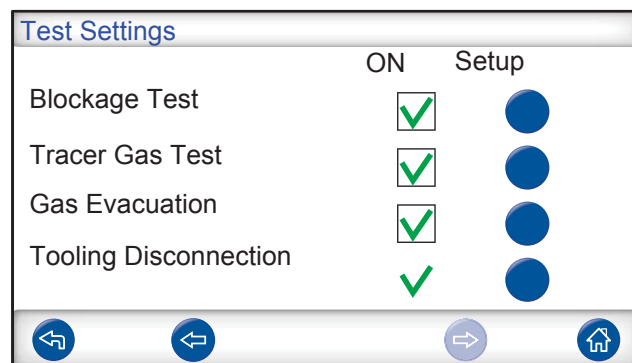 Test Settings
ON Setup
Blockage Test
Tracer Gas Test
Gas Evacuation
Tooling Disconnection